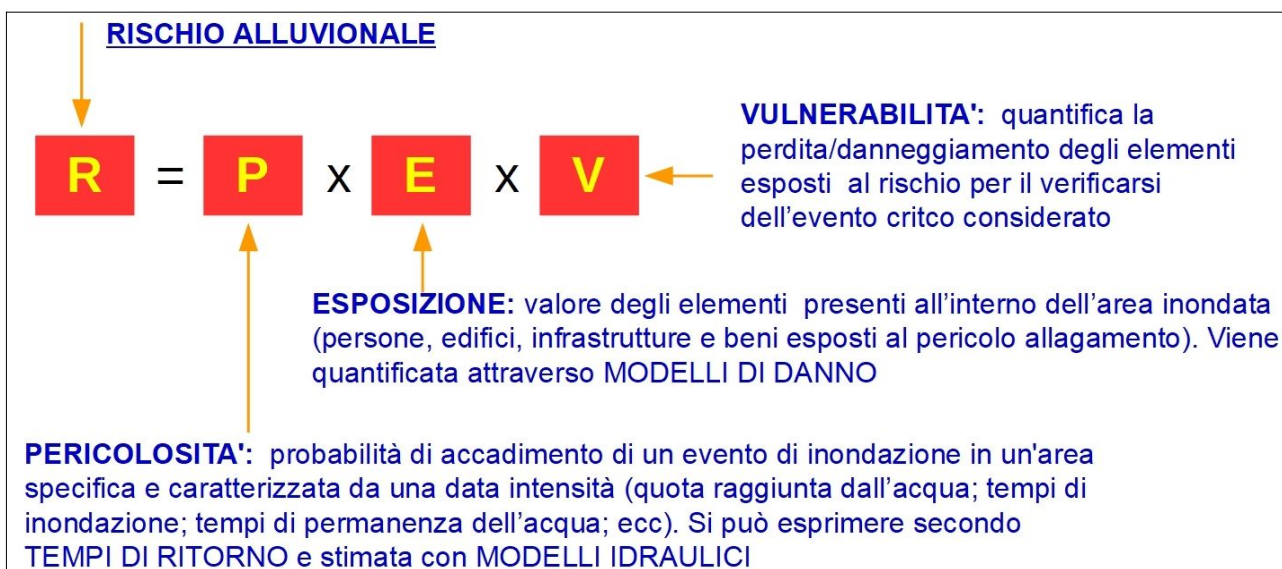 RISCHIO ALLUVIONALE
R = P x E x V
VULNERABILITA': quantifica la
perdita/danneggiamento degli elementi
esposti al rischio per il verificarsi
dell'evento critco considerato
ESPOSIZIONE: valore degli elementi presenti all'interno dell'area inondata
(persone, edifici, infrastrutture e beni esposti al pericolo allagamento). Viene
quantificata attraverso MODELLI DI DANNO
PERICOLOSITA': probabilità di accadimento di un evento di inondazione in un'area
specifica e caratterizzata da una data intensità (quota raggiunta dall'acqua; tempi di
inondazione; tempi di permanenza dell'acqua; ecc). Si può esprimere secondo
TEMPI DI RITORNO e stimata con MODELLI IDRAULICI